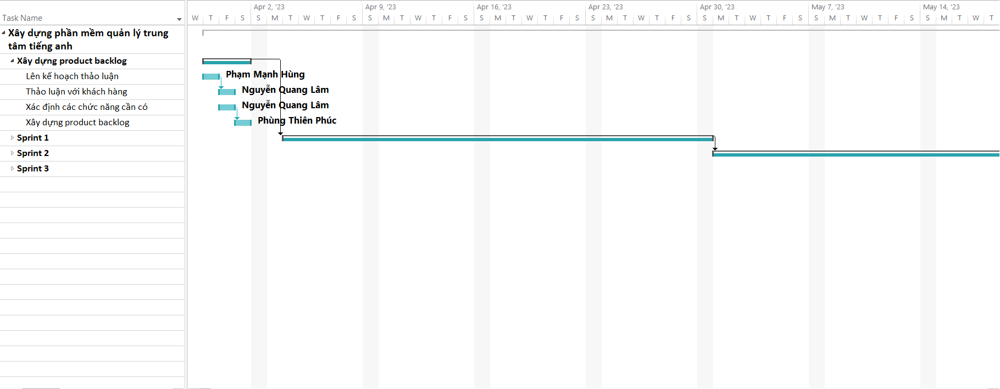 Apr 2, '23 Apr 9, '23 Apr 16, '23 Apr 23, '23 Apr 30, '23 May 7, '23 May 14, '23
Task Name
W T F S S M T W T F S S M T W T F S S M T W T F S S M T W T F S S M T W T F S S M T W T F S S M T W T
Xây dựng phần mềm quản lý trung
tâm tiếng anh
Xây dựng product backlog
Lên kế hoạch thảo luận
Phạm Mạnh Hùng
Thảo luận với khách hàng
Nguyễn Quang Lâm
Xác định các chức năng cần có
Nguyễn Quang Lâm
Xây dựng product backlog
Phùng Thiên Phúc
Sprint 1
Sprint 2
Sprint 3